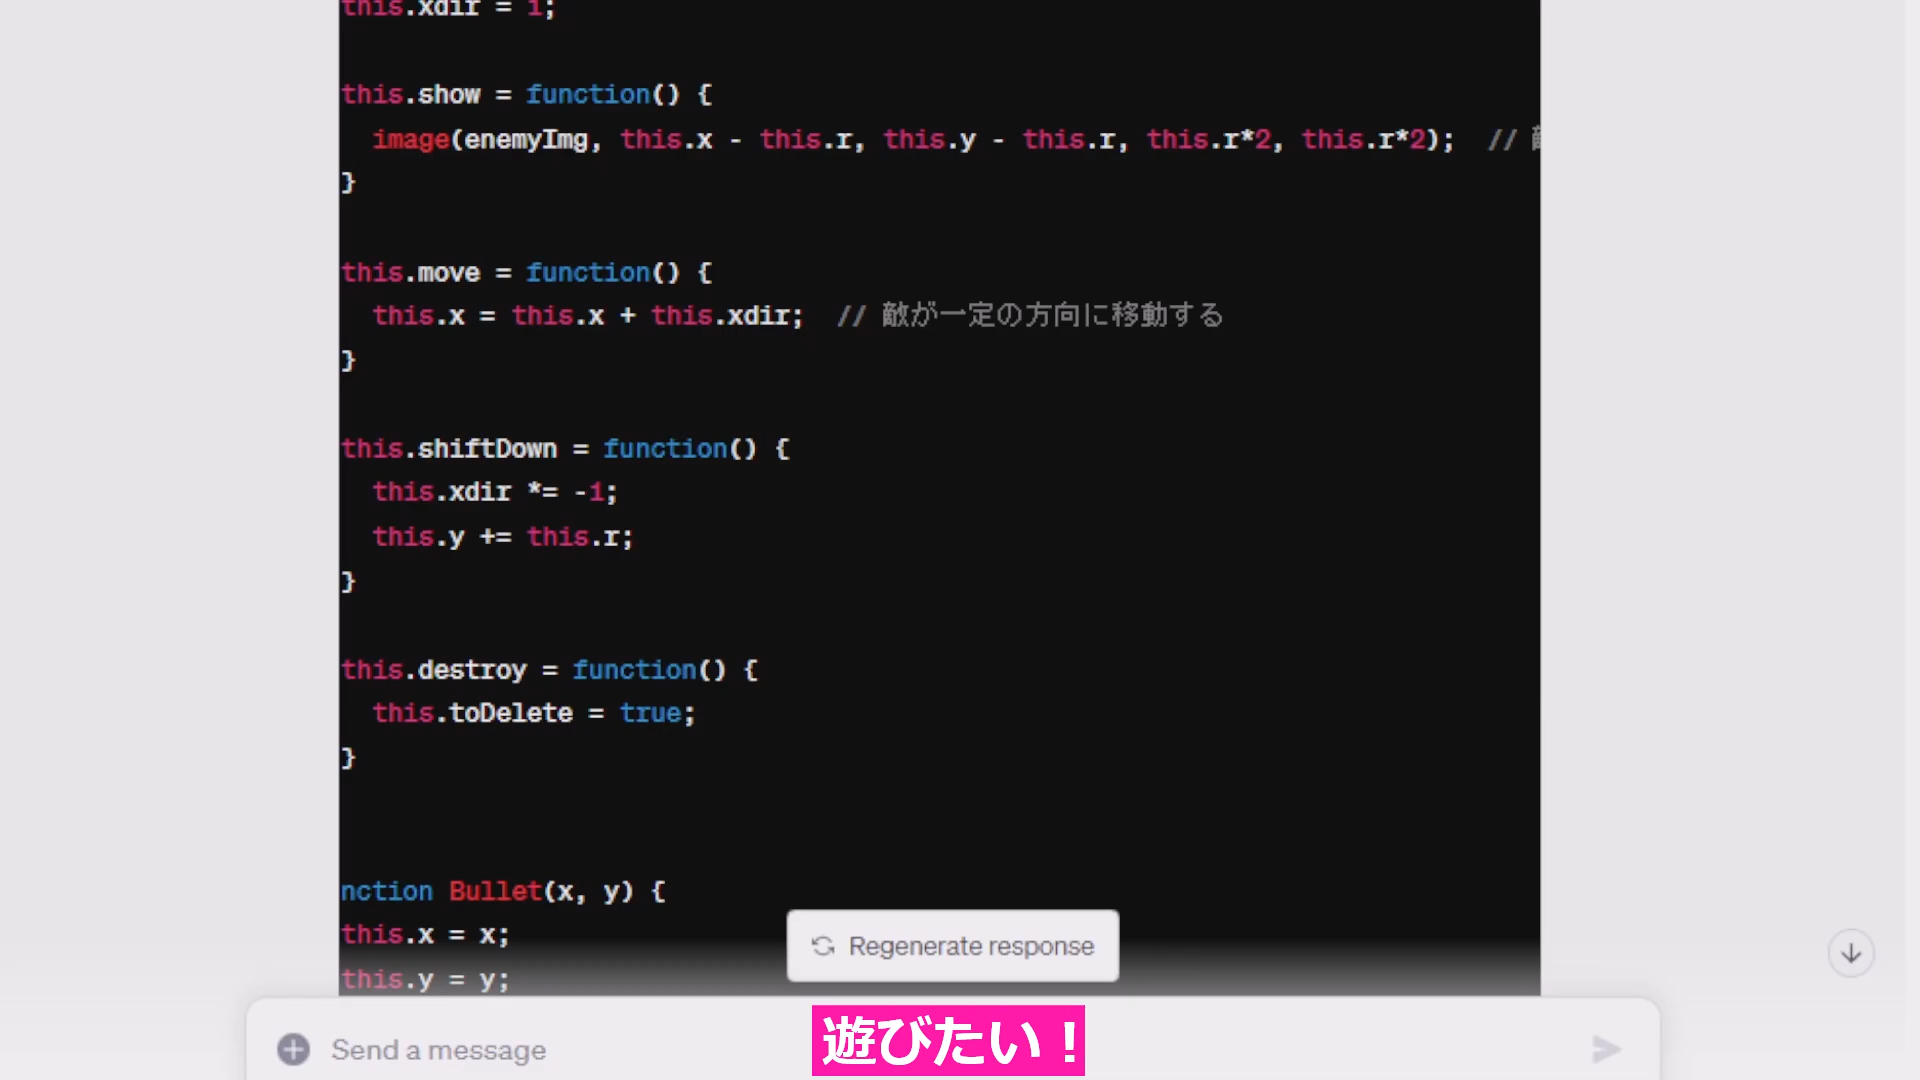 this.xdir = 1;
this.show = function() {
image(enemyImg, this.x - this.r, this.y - this.r, this.r*2, this.r*2);  //
}
this.move = function() {
this.x = this.x + this.xdir;  // 敵が一定の方向に移動する
}
this.shiftDown = function() {
this.xdir *= -1;
this.y += this.r;
}
this.destroy = function() {
this.toDelete = true;
}
nction Bullet(x, y) {
this.x = x;
this.y = y;
Regenerate response
Send a message
遊びたい！